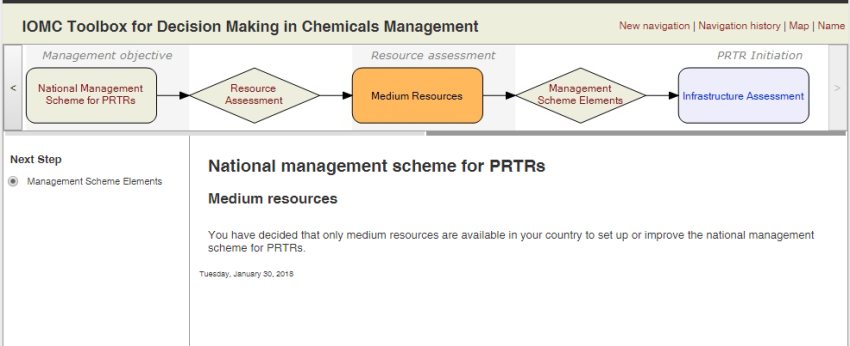 IOMC Toolbox for Decision Making in Chemicals Management
New navigation | Navigation history | Map | Name
Management objective
Resource assessment
PRTR Initiation
<
National Management
Scheme for PRTRs
Resource
Assessment
Medium Resources
Management
Scheme Elements
Infrastructure Assessment
>
Next Step
Management Scheme Elements
National management scheme for PRTRs
Medium resources
You have decided that only medium resources are available in your country to set up or improve the national management
scheme for PRTRs.
Tuesday, January 30, 2018